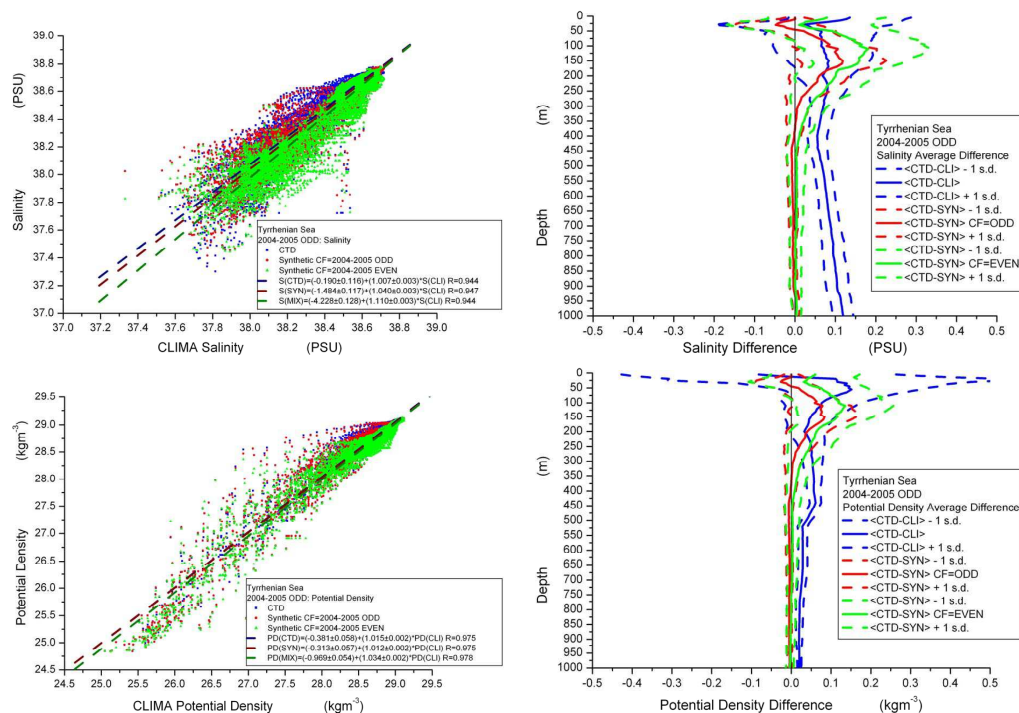 39.0
38.8
38.6
38.4
38.2
38.0
37.8
37.6
37.4
37.2
37.0
Salinity (PSU)
37.0 37.2 37.4 37.6 37.8 38.0 38.2 38.4 38.6 38.8 39.0
CLIMA Salinity (PSU)
Tyrrhenian Sea
2004-2005 ODD: Salinity
CTD
Synthetic CF=2004-2005 ODD
Synthetic CF=2004-2005 EVEN
S(CTD)=(-0.190±0.116)+(1.007±0.003)*S(CLI) R=0.944
S(SYN)=(-1.484±0.117)+(1.040±0.003)*S(CLI) R=0.947
S(MIX)=(-4.228±0.128)+(1.110±0.003)*S(CLI) R=0.944
0
50
100
150
200
250
300
350
400
450
500
550
600
650
700
750
800
850
900
950
1000
Depth (m)
-0.5 -0.4 -0.3 -0.2 -0.1 0.0 0.1 0.2 0.3 0.4 0.5
Salinity Difference (PSU)
Tyrrhenian Sea
2004-2005 ODD
Salinity Average Difference
<CTD-CLI> - 1 s.d.
<CTD-CLI>
<CTD-CLI> + 1 s.d.
<CTD-SYN> - 1 s.d.
<CTD-SYN> CF=ODD
<CTD-SYN> + 1 s.d.
<CTD-SYN> - 1 s.d.
<CTD-SYN> CF=EVEN
<CTD-SYN> + 1 s.d.
29.5
29.0
28.5
28.0
27.5
27.0
26.5
26.0
25.5
25.0
24.5
Potential Density (kgm-3)
24.5 25.0 25.5 26.0 26.5 27.0 27.5 28.0 28.5 29.0 29.5
CLIMA Potential Density (kgm-3)
Tyrrhenian Sea
2004-2005 ODD: Potential Density
CTD
Synthetic CF=2004-2005 ODD
Synthetic CF=2004-2005 EVEN
PD(CTD)=(-0.381±0.058)+(1.015±0.002)*PD(CLI) R=0.975
PD(SYN)=(-0.313±0.057)+(1.012±0.002)*PD(CLI) R=0.975
PD(MIX)=(-0.969±0.054)+(1.034±0.002)*PD(CLI) R=0.978
0
50
100
150
200
250
300
350
400
450
500
550
600
650
700
750
800
850
900
950
1000
Depth (m)
-0.5 -0.4 -0.3 -0.2 -0.1 0.0 0.1 0.2 0.3 0.4 0.5
Potential Density Difference (kgm-3)
Tyrrhenian Sea
2004-2005 ODD
Potential Density Average Difference
<CTD-CLI> - 1 s.d.
<CTD-CLI>
<CTD-CLI> + 1 s.d.
<CTD-SYN> - 1 s.d.
<CTD-SYN> CF=ODD
<CTD-SYN> + 1 s.d.
<CTD-SYN> - 1 s.d.
<CTD-SYN> CF=EVEN
<CTD-SYN> + 1 s.d.